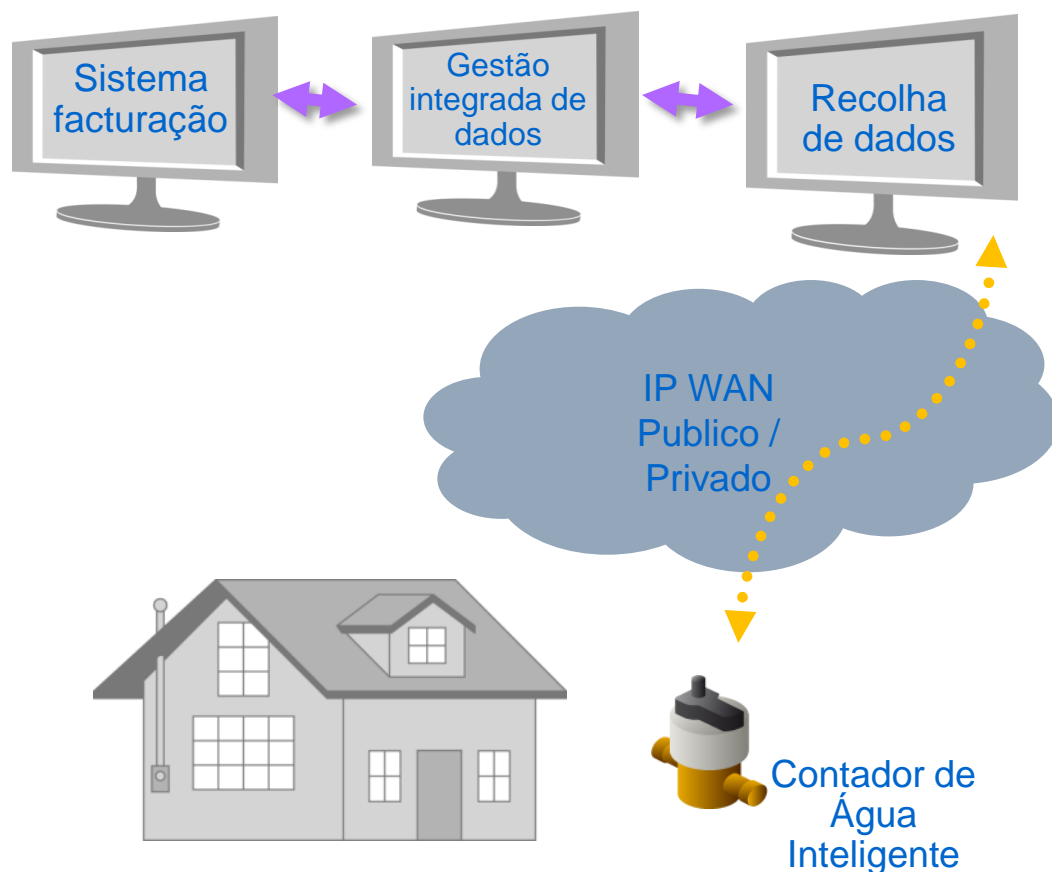 Sistema
facturação
Gestão
integrada de
dados
Recolha
de dados
IP WAN
Publico /
Privado
Contador de
Água
Inteligente